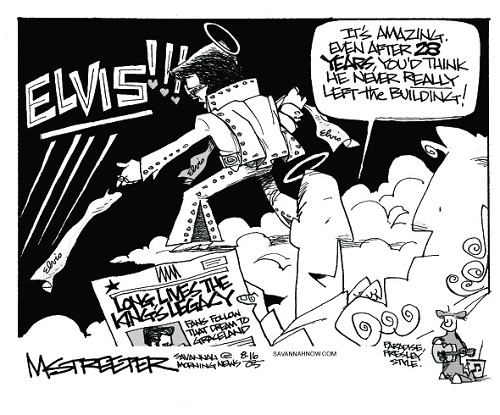 ELVIS!!!
IT'S AMAZING.
EVEN AFTER 28
YEARS, YOU'D THINK
HE NEVER REALLY
LEFT the BUILDING!
Elvis
Elvis
Elvis
LONG LIVES THE
KING'S LEGACY
FANS FOLLOW
THAT DREAM TO
GRACELAND
MCSTREETER
SAVANNAH @
MORNING NEWS
8-16
05
SAVANNAHNOW.COM
PARADISE,
PRESLEY
STYLE.